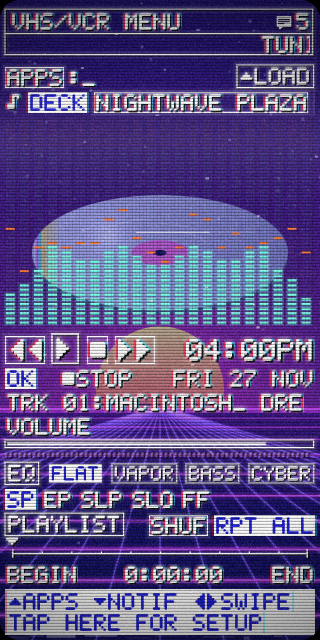 VHS/VCR MENU 5
TUN]
APPS:_ LOAD
DECK NIGHTWAVE PLAZA
04:00PM
OK STOP FRI 27 NOV
TRK 01:MACINTOSH_ DRE
VOLUME
EQ FLAT VAPOR BASS CYBER
SP EP SLP SLO FF
PLAYLIST SHUF RPT ALL
BEGIN 0:00:00 END
APPS NOTIF SWIPE
TAP HERE FOR SETUP